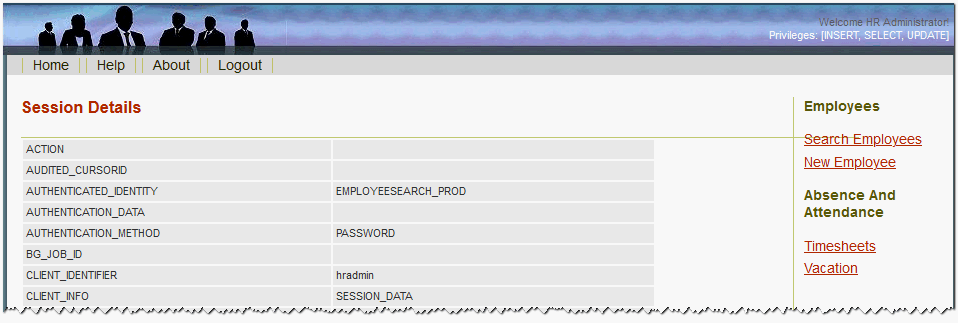 Welcome HR Administrator!
Privileges: [INSERT, SELECT, UPDATE]
Home Help About Logout
Session Details
ACTION
AUDITED_CURSORID
AUTHENTICATED_IDENTITY EMPLOYEESEARCH_PROD
AUTHENTICATION_DATA
AUTHENTICATION_METHOD PASSWORD
BG_JOB_ID
CLIENT_IDENTIFIER hradmin
CLIENT_INFO SESSION_DATA
Employees
Search Employees
New Employee
Absence And
Attendance
Timesheets
Vacation